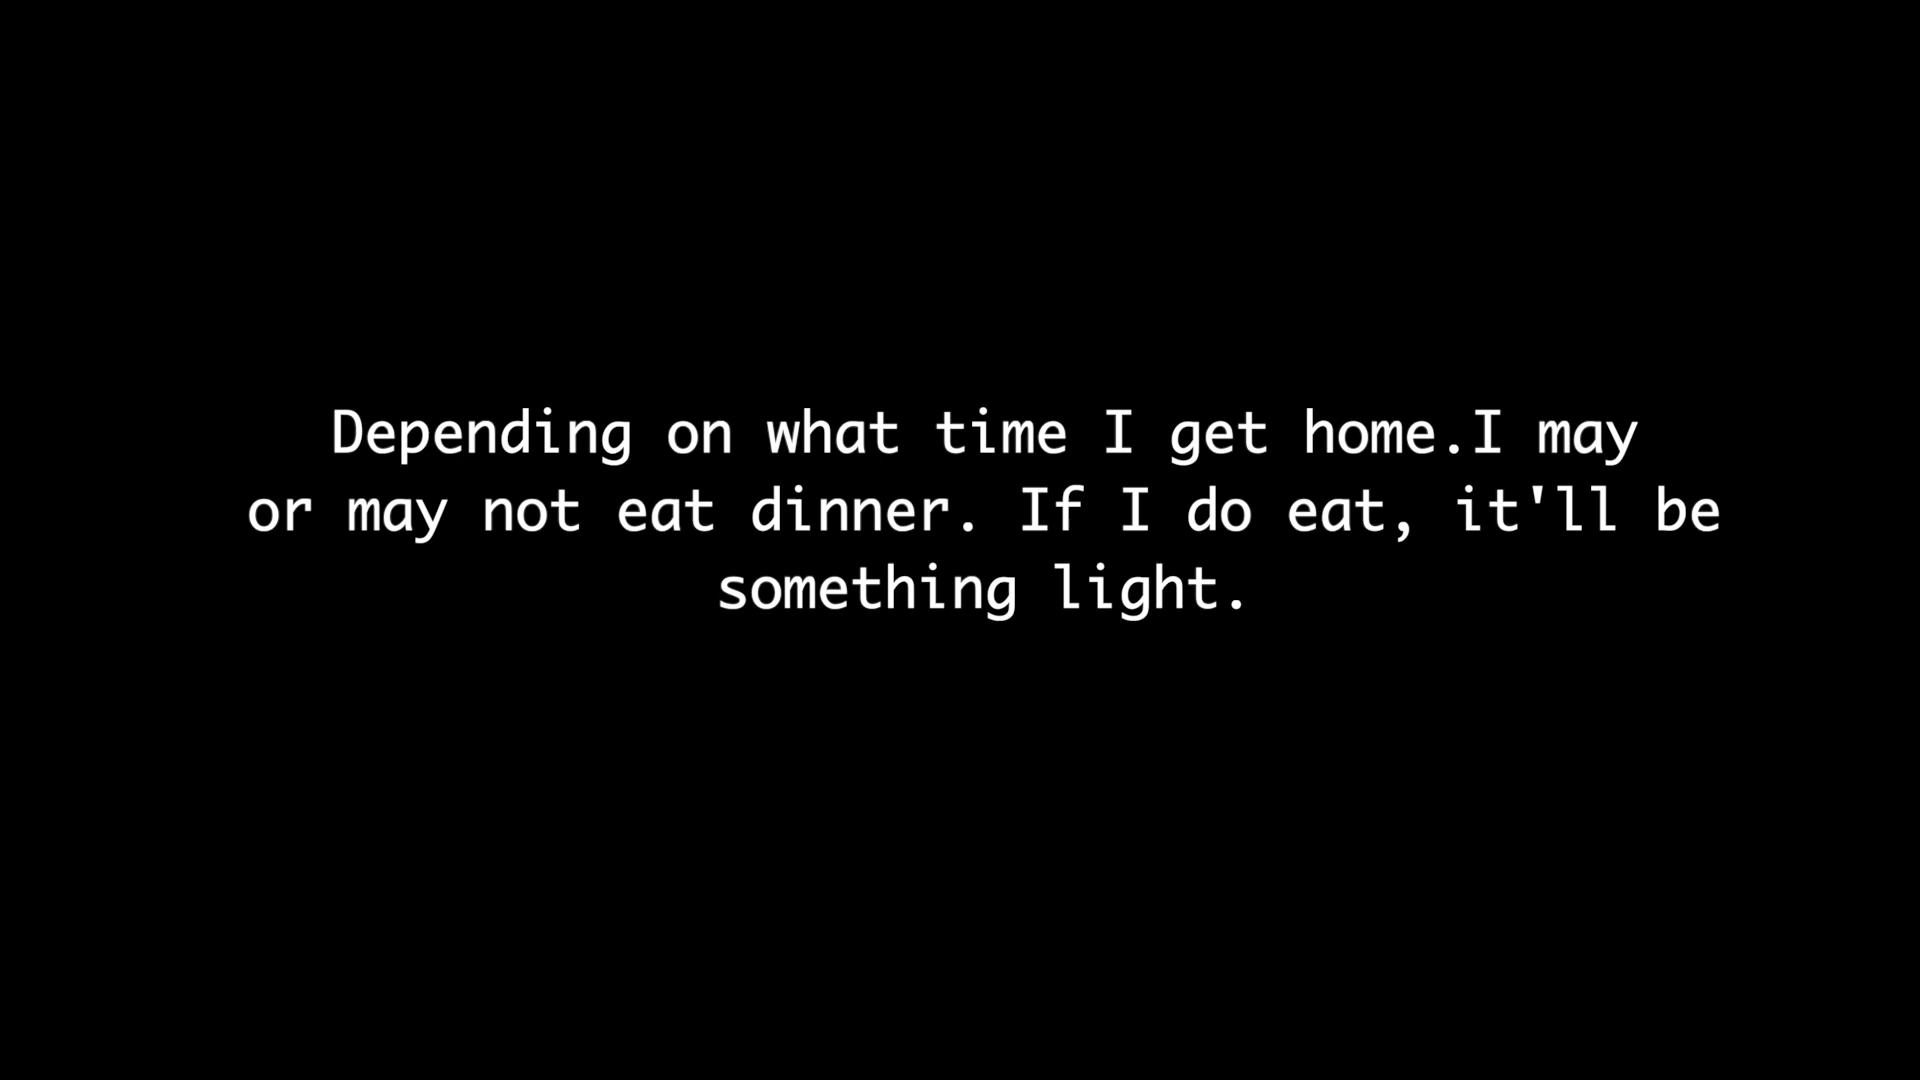 Depending on what time I get home.I may
or may not eat dinner. If I do eat, it'll be
something light.